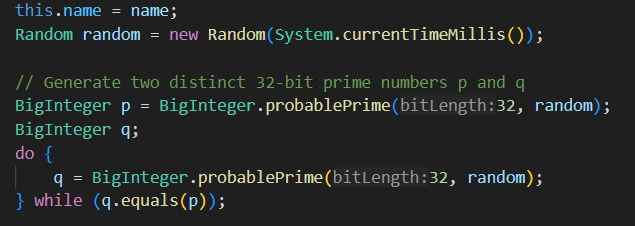 this.name = name;
Random random = new Random(System.currentTimeMillis());
// Generate two distinct 32-bit prime numbers p and q
BigInteger p = BigInteger.probablePrime(bitLength:32, random);
BigInteger q;
do {
q = BigInteger.probablePrime(bitLength:32, random);
} while (q.equals(p));